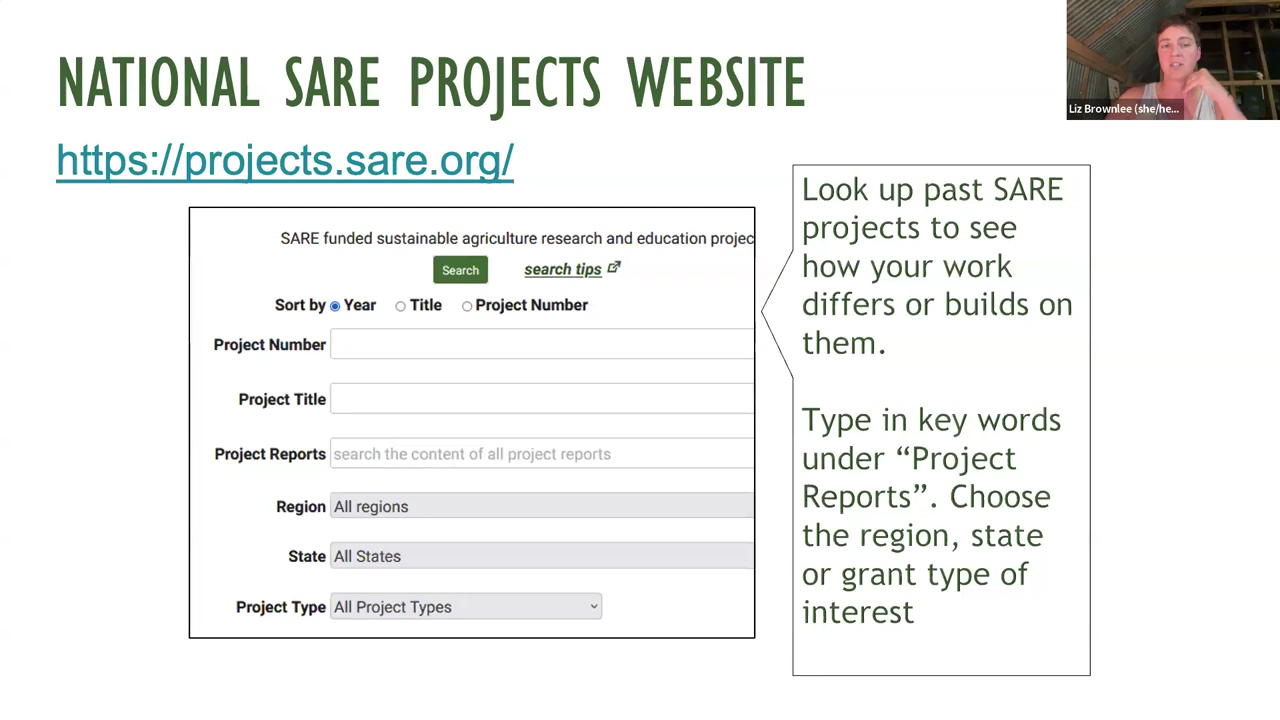 NATIONAL SARE PROJECTS WEBSITE
https://projects.sare.org/
Liz Brownlee (she/he...
SARE funded sustainable agriculture research and education projec
Search search tips
Sort by Year Title Project Number
Project Number
Project Title
Project Reports search the content of all project reports
Region All regions
State All States
Project Type All Project Types
Look up past SARE
projects to see
how your work
differs or builds on
them.
Type in key words
under “Project
Reports”. Choose
the region, state
or grant type of
interest